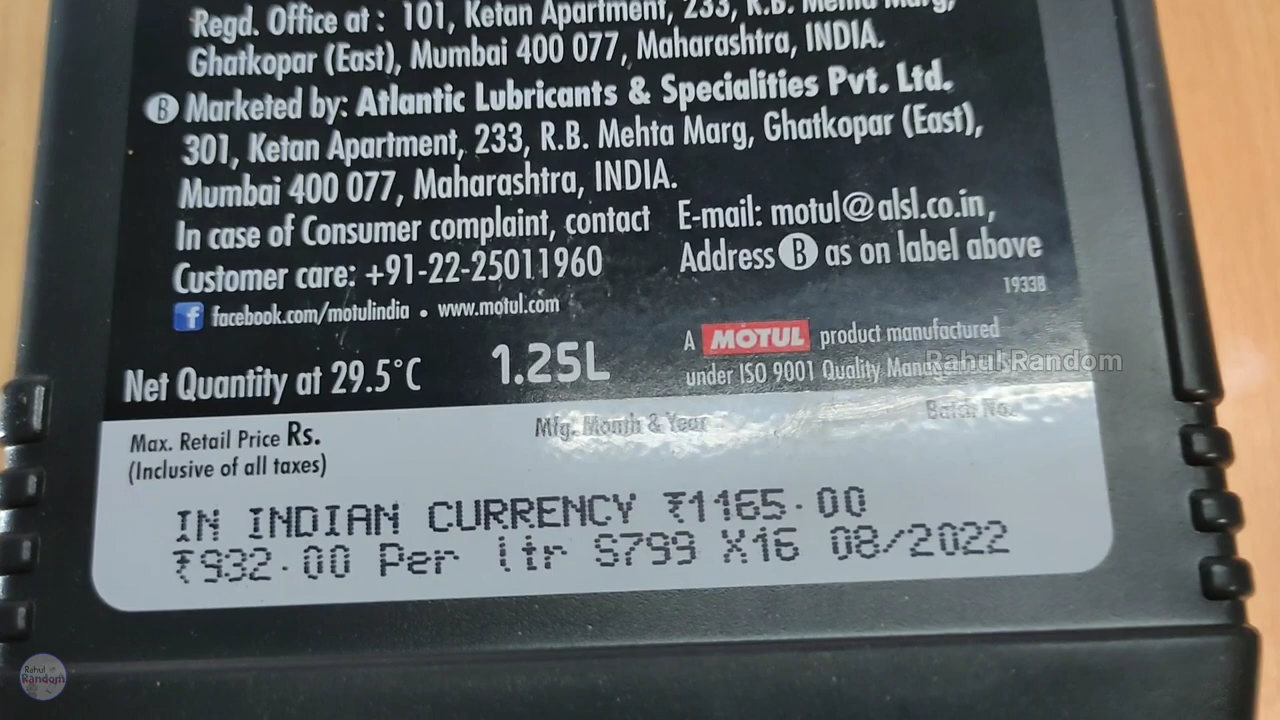 Regd. Office at : 101, Ketan Apartment, 233, R.B. Mehta Marg,
Ghatkopar (East), Mumbai 400 077, Maharashtra, INDIA.
B Marketed by: Atlantic Lubricants & Specialities Pvt. Ltd.
301, Ketan Apartment, 233, R.B. Mehta Marg, Ghatkopar (East),
Mumbai 400 077, Maharashtra, INDIA.
In case of Consumer complaint, contact
Customer care: +91-22-25011960
E-mail: motul@alsl.co.in,
Address B as on label above
19338
f facebook.com/motulindia • www.motul.com
Net Quantity at 29.5°C 1.25L
A MOTUL product manufactured
under ISO 9001 Quality
Rahul Random
Max. Retail Price Rs.
(Inclusive of all taxes)
Mfg. Month & Year
Batch No.
IN INDIAN CURRENCY ₹1165.00
₹932.00 Per ltr S799 X16 08/2022
Rahul
Random